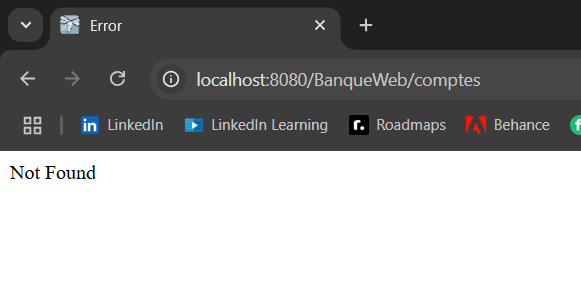 Error
localhost:8080/BanqueWeb/comptes
LinkedIn LinkedIn Learning Roadmaps Behance
Not Found